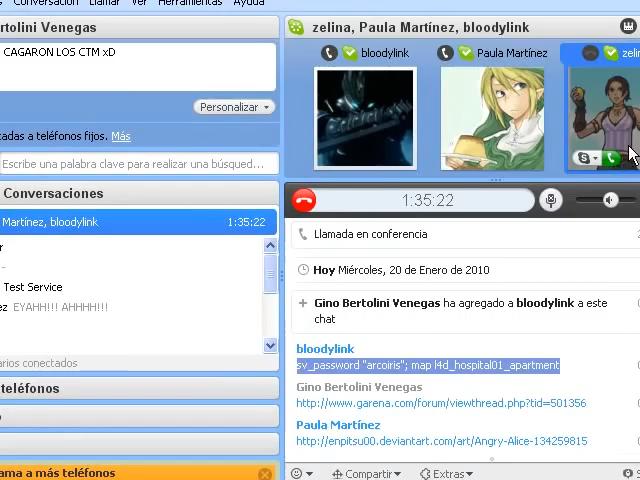 Conversación Llamar Ver Herramientas Ayuda
rtolini Venegas
CAGARON LOS CTM xD
Personalizar
adas a teléfonos fijos. Más
Escribe una palabra clave para realizar una búsqued...
Conversaciones
Martínez, bloodylink 1:35:22
r
Test Service
ez EYAHH!!! AHHHH!!!
arios conectados
teléfonos
ama a más teléfonos
zelina, Paula Martínez, bloodylink
bloodylink Paula Martínez zelin
1:35:22
Llamada en conferencia
Hoy Miércoles, 20 de Enero de 2010
Gino Bertolini Venegas ha agregado a bloodylink a este
chat
bloodylink
sv_password "arcoiris"; map l4d_hospital01_apartment
Gino Bertolini Venegas
http://www.garena.com/forum/viewthread.php?tid=501356
Paula Martínez
http://enpitsu00.deviantart.com/art/Angry-Alice-134259815
Compartir Extras